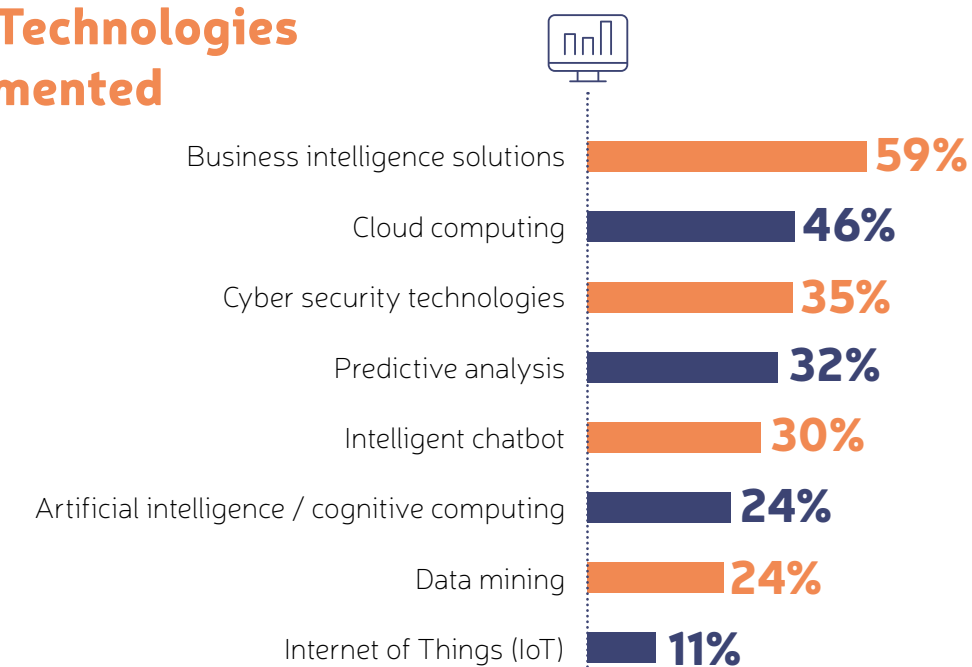 Technologies
mented
Business intelligence solutions 59%
Cloud computing 46%
Cyber security technologies 35%
Predictive analysis 32%
Intelligent chatbot 30%
Artificial intelligence / cognitive computing 24%
Data mining 24%
Internet of Things (IoT) 11%